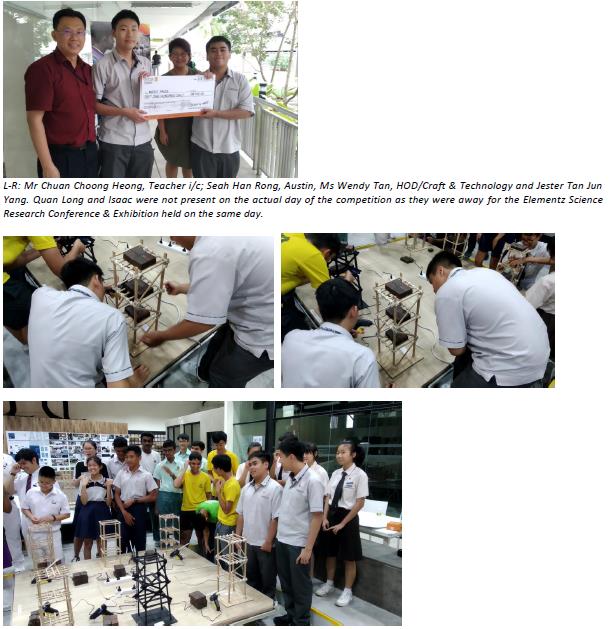 MERIT PRIZE
L-R: Mr Chuan Choong Heong, Teacher i/c; Seah Han Rong, Austin, Ms Wendy Tan, HOD/Craft & Technology and Jester Tan Jun
Yang. Quan Long and Isaac were not present on the actual day of the competition as they were away for the Elementz Science
Research Conference & Exhibition held on the same day.